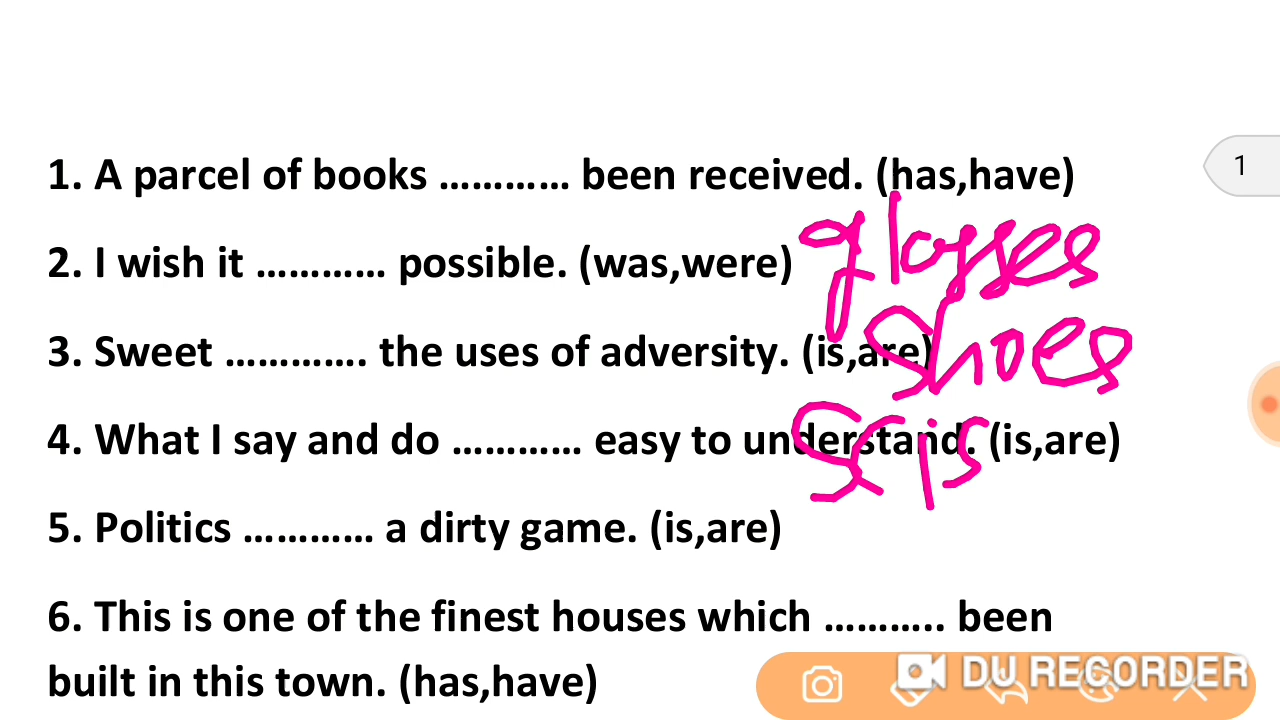 1. A parcel of books ………… been received. (has,have)
1
2. I wish it ………… possible. (was,were)
glasses
3. Sweet …………. the uses of adversity. (is,are)
Shoes
4. What I say and do ………… easy to understand. (is,are)
Scis
5. Politics ………… a dirty game. (is,are)
6. This is one of the finest houses which ……….. been
built in this town. (has,have)
DU RECORDER